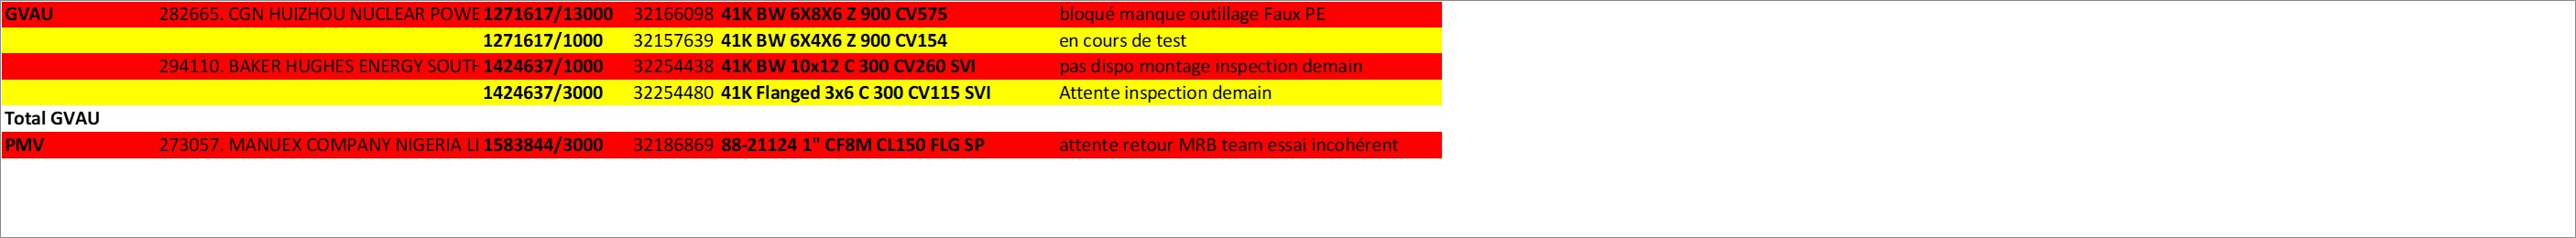 GVAU 282665. CGN HUIZHOU NUCLEAR POWE 1271617/13000 32166098 41K BW 6X8X6 Z 900 CV575 bloqué manque outillage Faux PE
1271617/1000 32157639 41K BW 6X4X6 Z 900 CV154 en cours de test
294110. BAKER HUGHES ENERGY SOUTH 1424637/1000 32254438 41K BW 10x12 C 300 CV260 SVI pas dispo montage inspection demain
1424637/3000 32254480 41K Flanged 3x6 C 300 CV115 SVI Attente inspection demain
Total GVAU
PMV 273057. MANUEX COMPANY NIGERIA LI 1583844/3000 32186869 88-21124 1" CF8M CL150 FLG SP attente retour MRB team essai incohérent